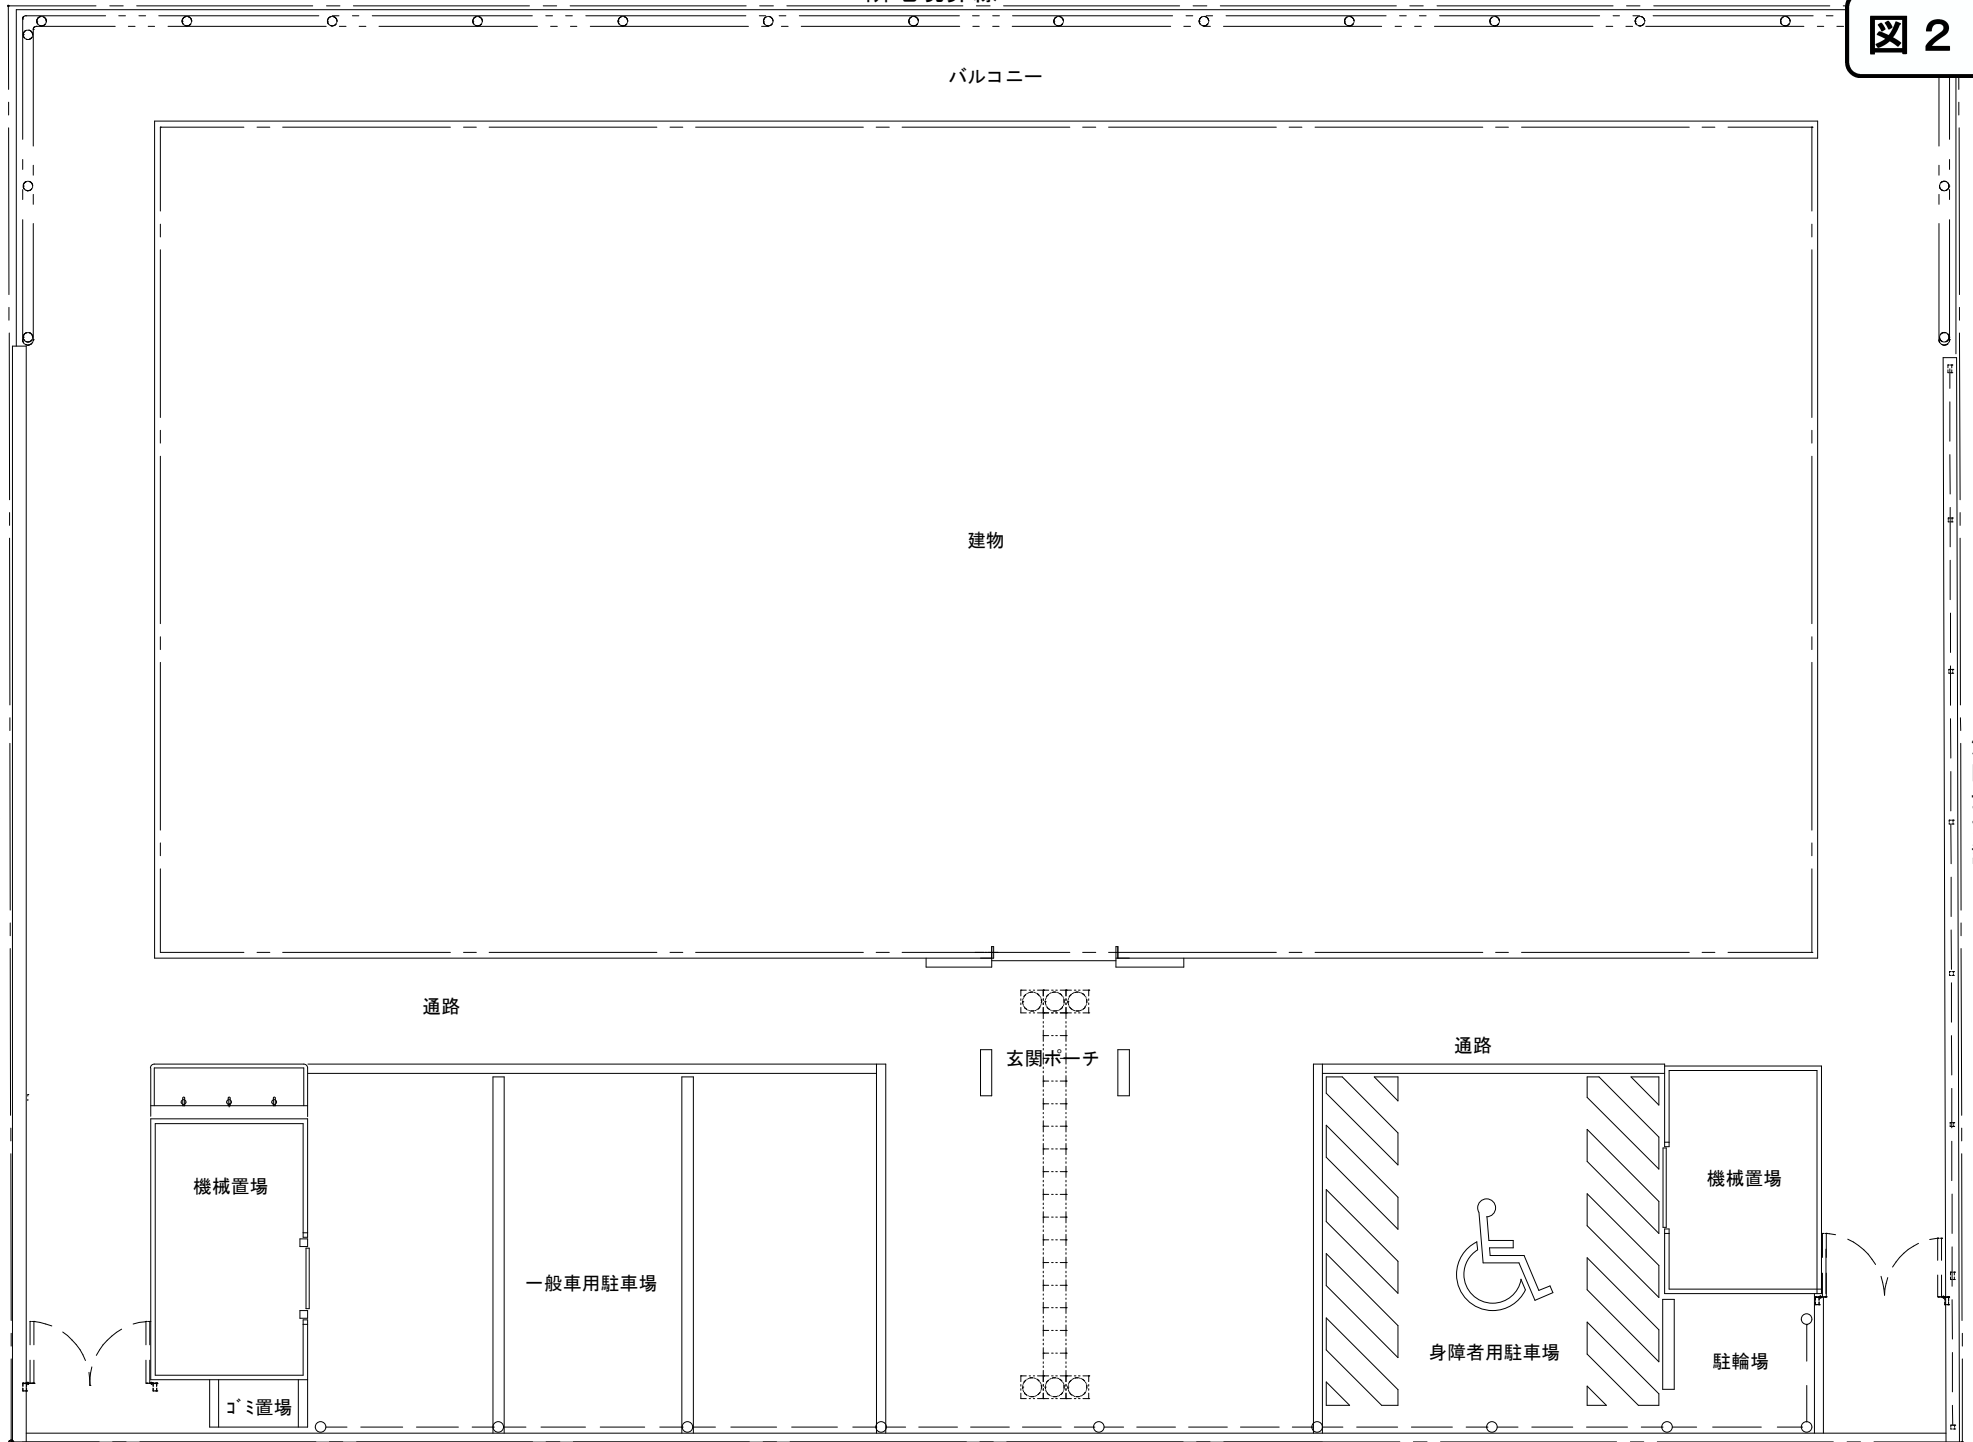 図２
バルコニー
建物
通路
通路
玄関ポーチ
機械置場
機械置場
一般車用駐車場
身障者用駐車場
駐輪場
ｺﾞﾐ置場